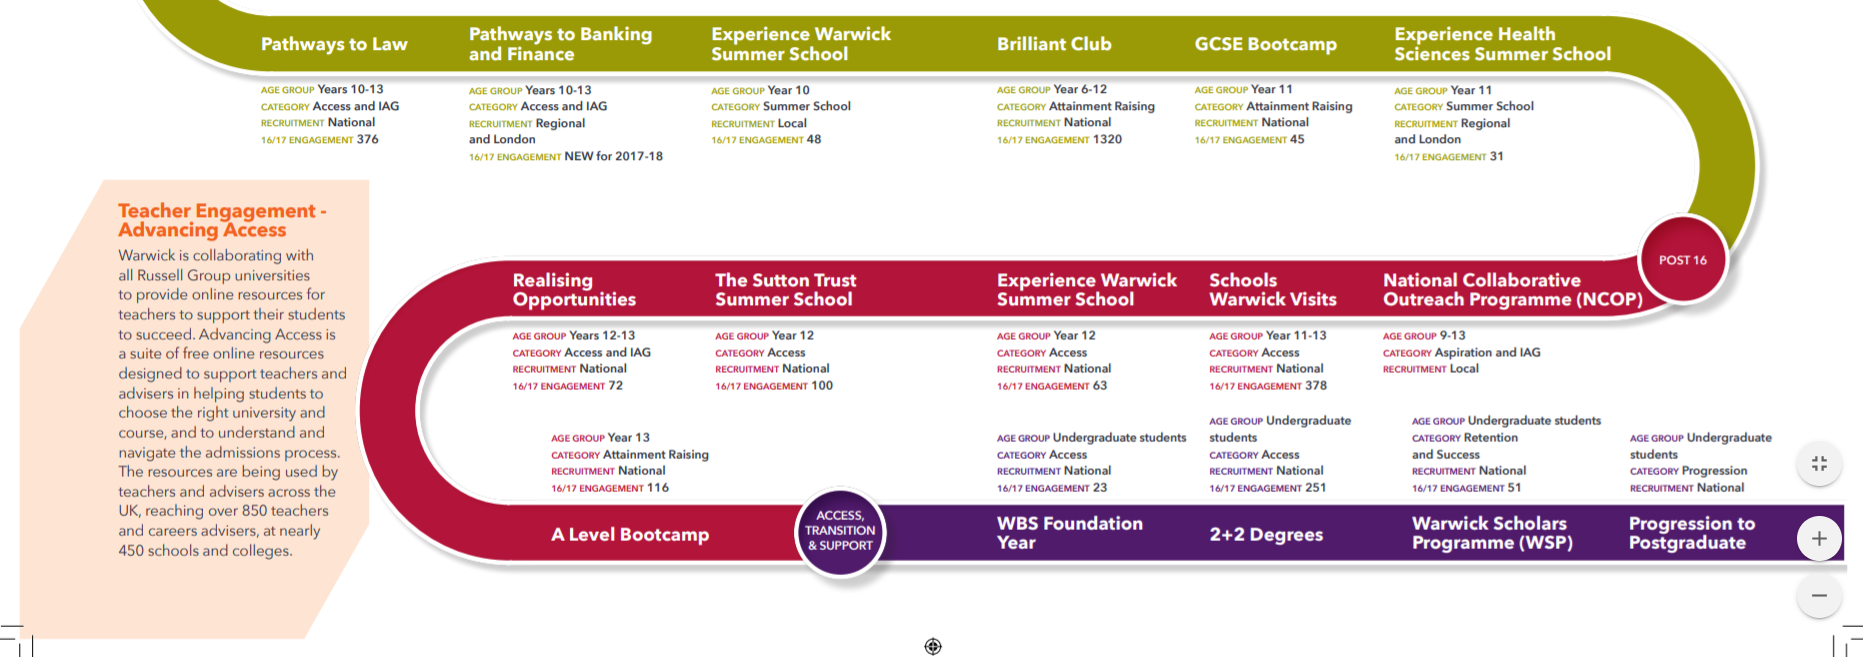 Pathways to Law
AGE GROUP Years 10-13
CATEGORY Access and IAG
RECRUITMENT National
16/17 ENGAGEMENT 376
Pathways to Banking
and Finance
AGE GROUP Years 10-13
CATEGORY Access and IAG
RECRUITMENT Regional
and London
16/17 ENGAGEMENT NEW for 2017-18
Experience Warwick
Summer School
AGE GROUP Year 10
CATEGORY Summer School
RECRUITMENT Local
16/17 ENGAGEMENT 48
Brilliant Club
AGE GROUP Year 6-12
CATEGORY Attainment Raising
RECRUITMENT National
16/17 ENGAGEMENT 1320
GCSE Bootcamp
AGE GROUP Year 11
CATEGORY Attainment Raising
RECRUITMENT National
16/17 ENGAGEMENT 45
Experience Health
Sciences Summer School
AGE GROUP Year 11
CATEGORY Summer School
RECRUITMENT Regional
and London
16/17 ENGAGEMENT 31
Teacher Engagement -
Advancing Access
Warwick is collaborating with
all Russell Group universities
to provide online resources for
teachers to support their students
to succeed. Advancing Access is
a suite of free online resources
designed to support teachers and
advisers in helping students to
choose the right university and
course, and to understand and
navigate the admissions process.
The resources are being used by
teachers and advisers across the
UK, reaching over 850 teachers
and careers advisers, at nearly
450 schools and colleges.
POST 16
Realising
Opportunities
AGE GROUP Years 12-13
CATEGORY Access and IAG
RECRUITMENT National
16/17 ENGAGEMENT 72
The Sutton Trust
Summer School
AGE GROUP Year 12
CATEGORY Access
RECRUITMENT National
16/17 ENGAGEMENT 100
Experience Warwick
Summer School
AGE GROUP Year 12
CATEGORY Access
RECRUITMENT National
16/17 ENGAGEMENT 63
Schools
Warwick Visits
AGE GROUP Year 11-13
CATEGORY Access
RECRUITMENT National
16/17 ENGAGEMENT 378
National Collaborative
Outreach Programme (NCOP)
AGE GROUP 9-13
CATEGORY Aspiration and IAG
RECRUITMENT Local
AGE GROUP Year 13
CATEGORY Attainment Raising
RECRUITMENT National
16/17 ENGAGEMENT 116
A Level Bootcamp
ACCESS,
TRANSITION
& SUPPORT
AGE GROUP Undergraduate students
CATEGORY Access
RECRUITMENT National
16/17 ENGAGEMENT 23
WBS Foundation
Year
AGE GROUP Undergraduate
students
CATEGORY Access
RECRUITMENT National
16/17 ENGAGEMENT 251
2+2 Degrees
AGE GROUP Undergraduate students
CATEGORY Retention
and Success
RECRUITMENT National
16/17 ENGAGEMENT 51
Warwick Scholars
Programme (WSP)
AGE GROUP Undergraduate
students
CATEGORY Progression
RECRUITMENT National
Progression to
Postgraduate